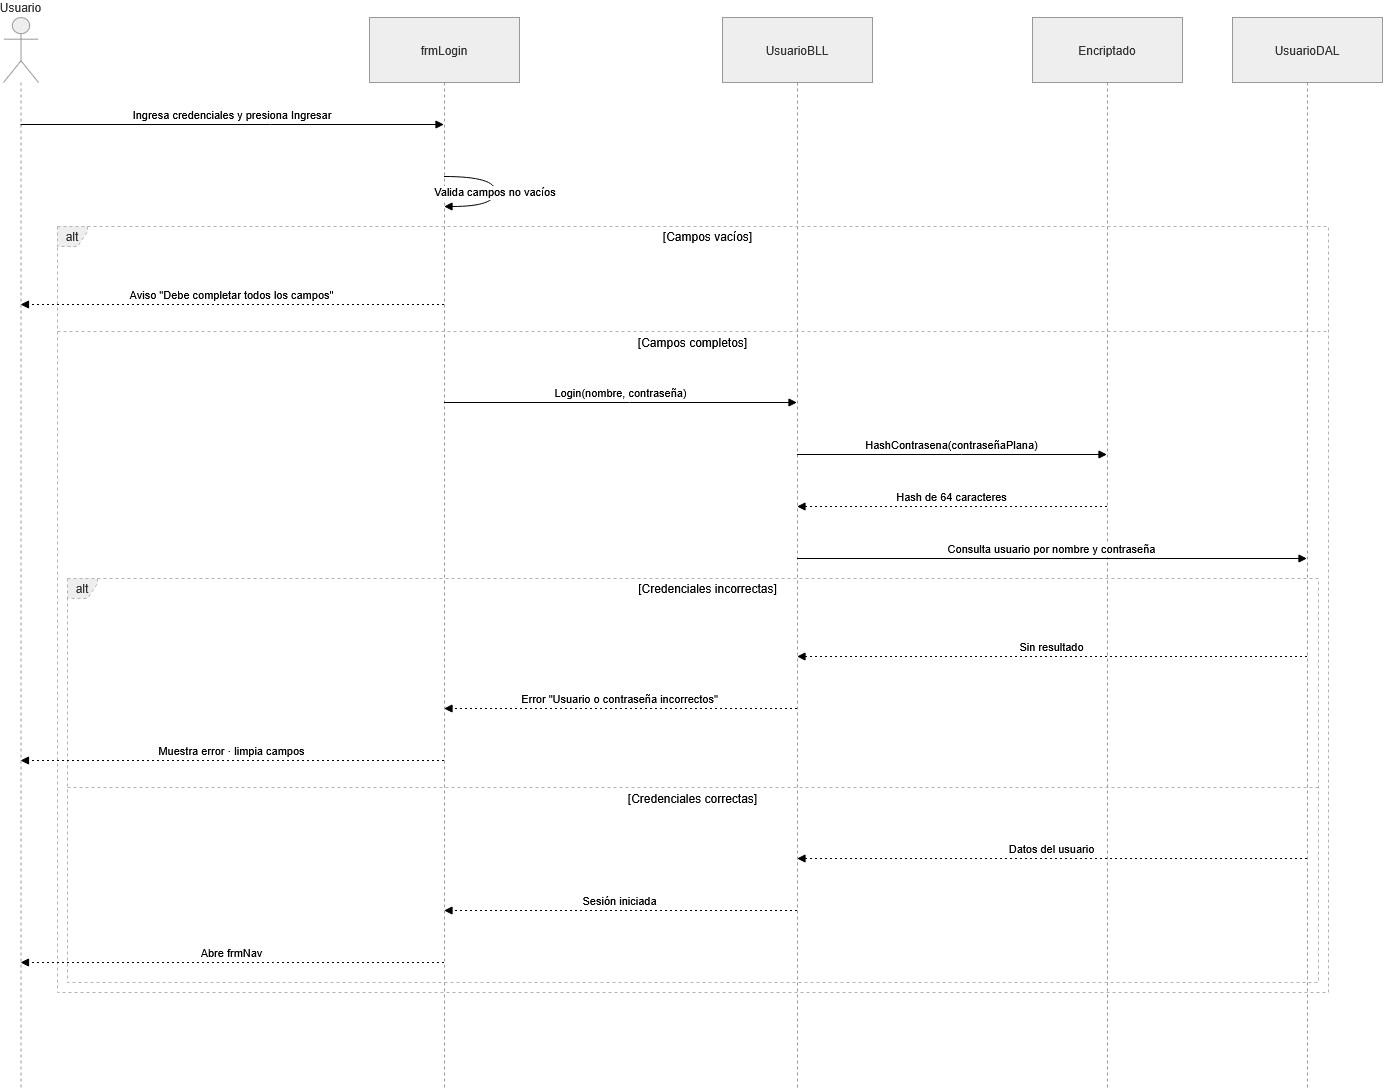 Usuario
frmLogin
UsuarioBLL
Encriptado
UsuarioDAL
Ingresa credenciales y presiona Ingresar
Valida campos no vacíos
alt
[Campos vacíos]
Aviso "Debe completar todos los campos"
[Campos completos]
Login(nombre, contraseña)
HashContrasena(contraseñaPlana)
Hash de 64 caracteres
Consulta usuario por nombre y contraseña
alt
[Credenciales incorrectas]
Sin resultado
Error "Usuario o contraseña incorrectos"
Muestra error · limpia campos
[Credenciales correctas]
Datos del usuario
Sesión iniciada
Abre frmNav